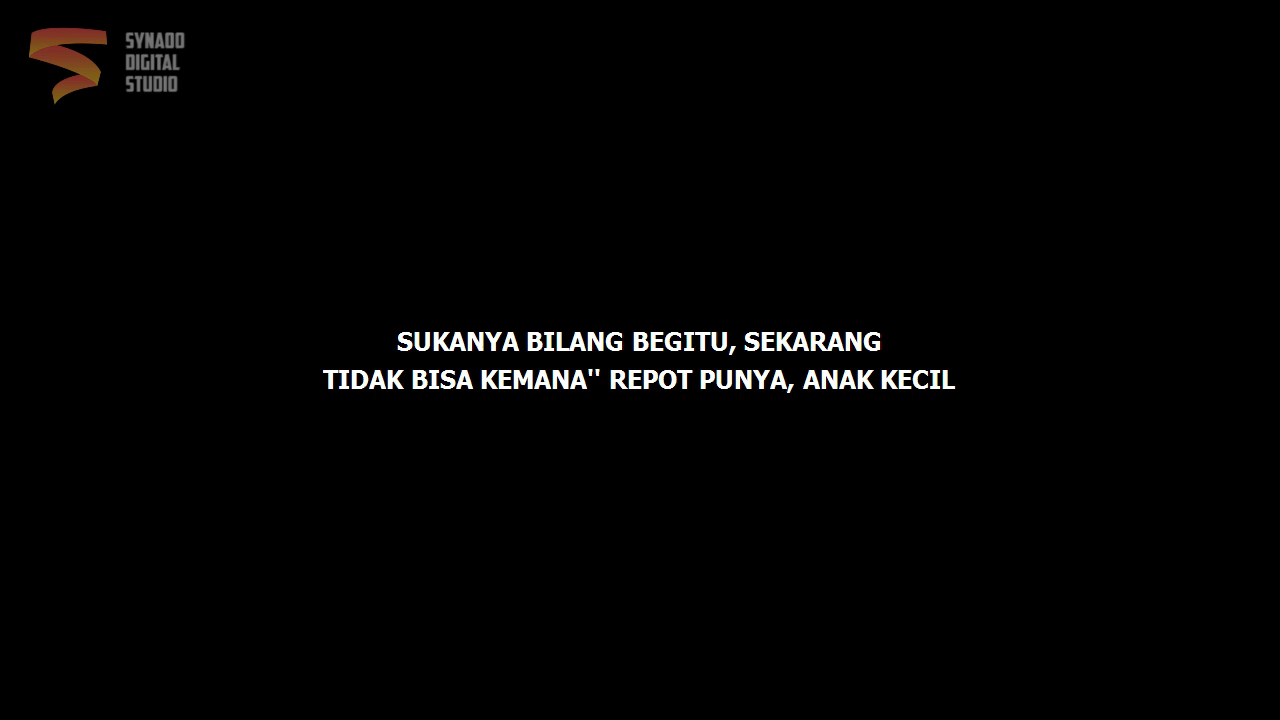 SYNADO
DIGITAL
STUDIO
SUKANYA BILANG BEGITU, SEKARANG
TIDAK BISA KEMANA'' REPOT PUNYA, ANAK KECIL